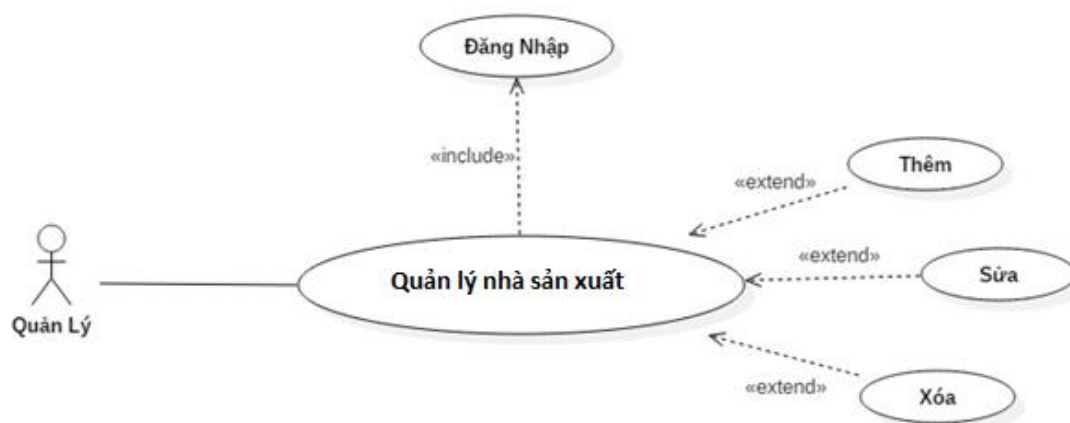 Đăng Nhập
«include»
Thêm
«extend»
«extend»
Sửa
Quản lý nhà sản xuất
Quản Lý
«extend»
Xóa